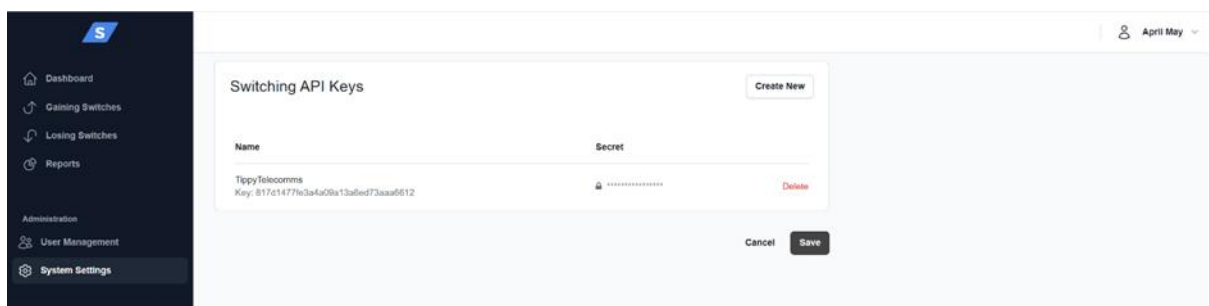 S
April May
Dashboard
Gaining Switches
Losing Switches
Reports
Administration
User Management
System Settings
Switching API Keys
Create New
Name
Secret
TippyTelecomms
Key: 817d1477fe3a4a09a13a6ed73aaa6612
****************
Delete
Cancel
Save